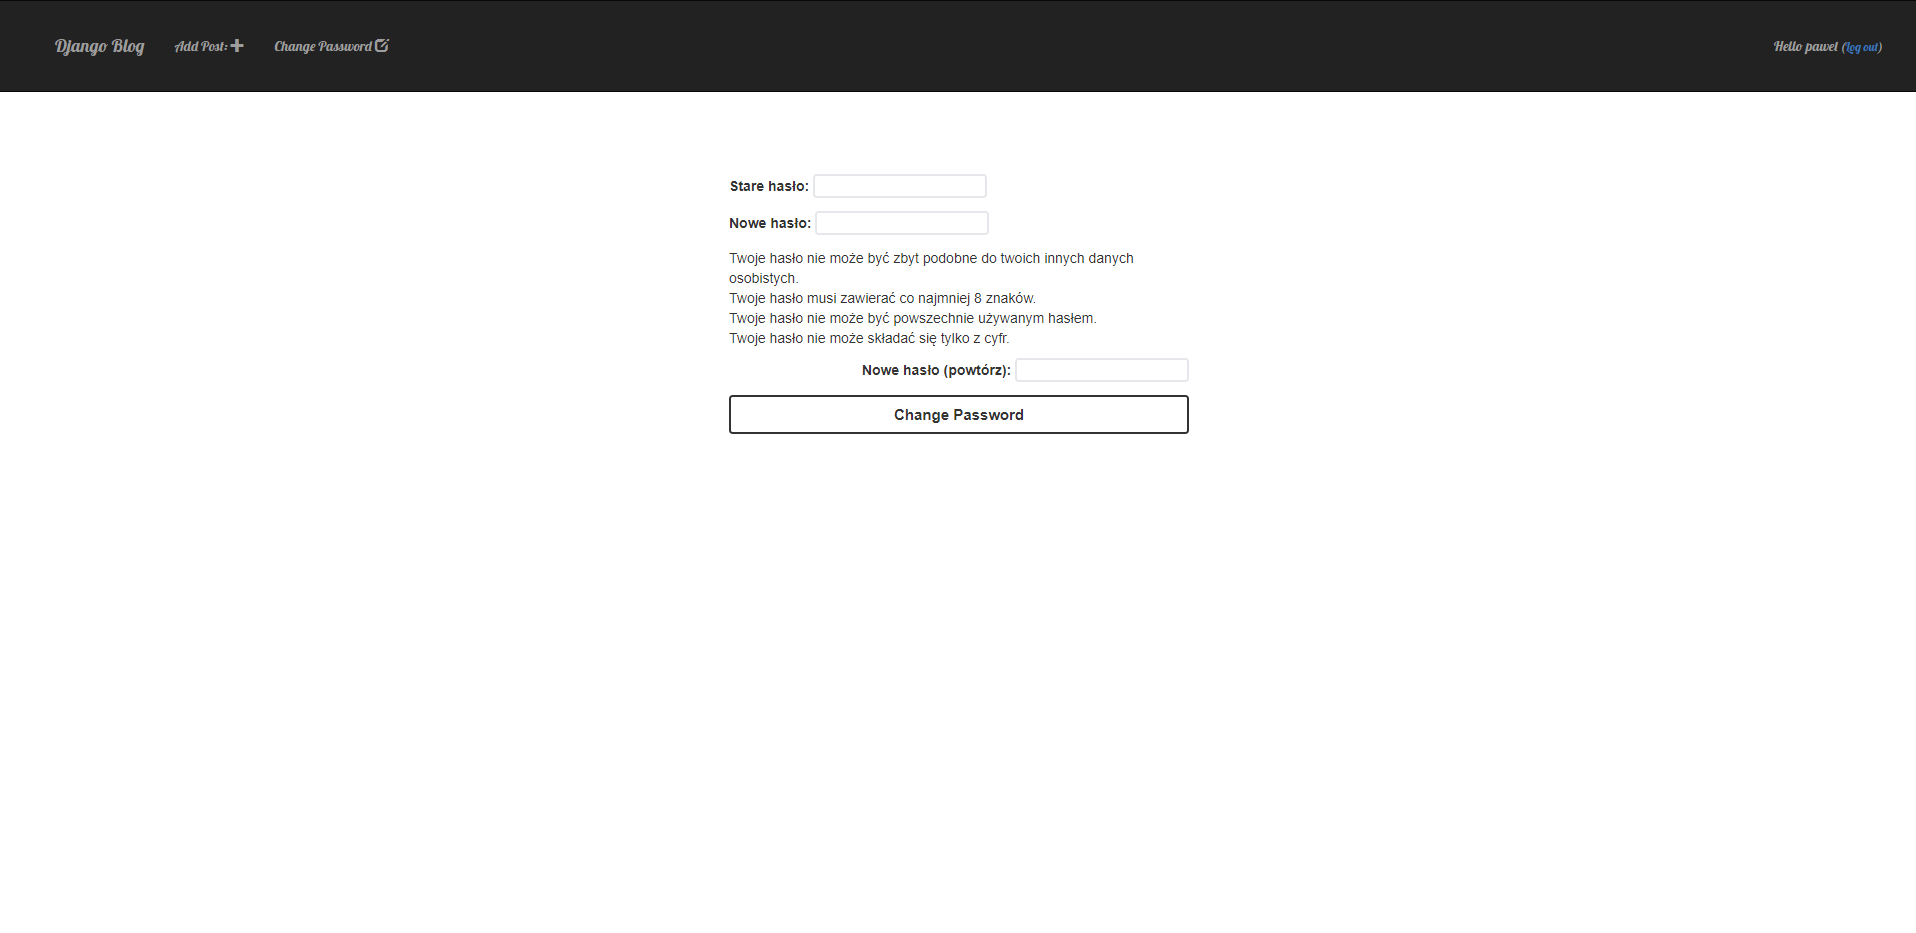 Django Blog Add Post: Change Password Hello pawel (log out)
Stare hasło:
Nowe hasło:
Twoje hasło nie może być zbyt podobne do twoich innych danych
osobistych.
Twoje hasło musi zawierać co najmniej 8 znaków.
Twoje hasło nie może być powszechnie używanym hasłem.
Twoje hasło nie może składać się tylko z cyfr.
Nowe hasło (powtórz):
Change Password